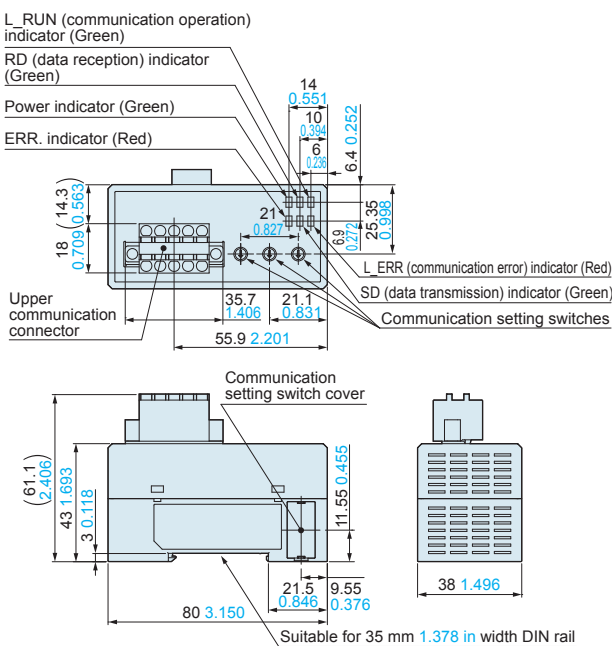 L_RUN (communication operation)
indicator (Green)
RD (data reception) indicator
(Green)
Power indicator (Green)
ERR. indicator (Red)
14
0.551
10
0.394
6
0.236
6.4 0.252
(14.3)
0.563
18
0.709
21
0.827
6.9
0.272
25.35
0.998
L_ERR (communication error) indicator (Red)
SD (data transmission) indicator (Green)
Communication setting switches
Upper
communication
connector
35.7
1.406
21.1
0.831
55.9 2.201
Communication
setting switch cover
(61.1
2.406)
43 1.693
3 0.118
11.55 0.455
21.5
0.846
9.55
0.376
80 3.150
38 1.496
Suitable for 35 mm 1.378 in width DIN rail